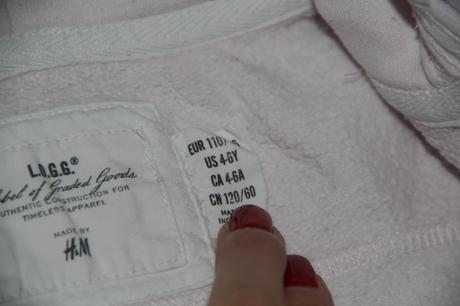 L.O.G.G.®
Label of Graded Goods
AUTHENTIC CONSTRUCTION FOR
TIMELESS APPAREL
MADE BY
H&M
EUR 110/
US 4-6Y
CA 4-6A
CN 120/60